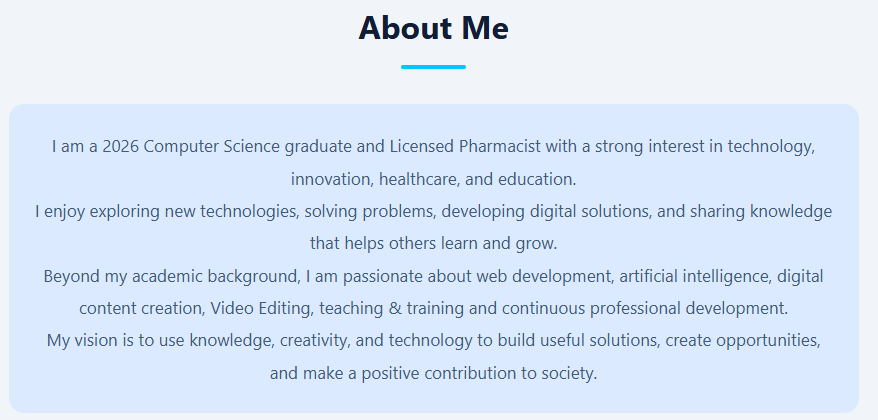 About Me
I am a 2026 Computer Science graduate and Licensed Pharmacist with a strong interest in technology,
innovation, healthcare, and education.
I enjoy exploring new technologies, solving problems, developing digital solutions, and sharing knowledge
that helps others learn and grow.
Beyond my academic background, I am passionate about web development, artificial intelligence, digital
content creation, Video Editing, teaching & training and continuous professional development.
My vision is to use knowledge, creativity, and technology to build useful solutions, create opportunities,
and make a positive contribution to society.